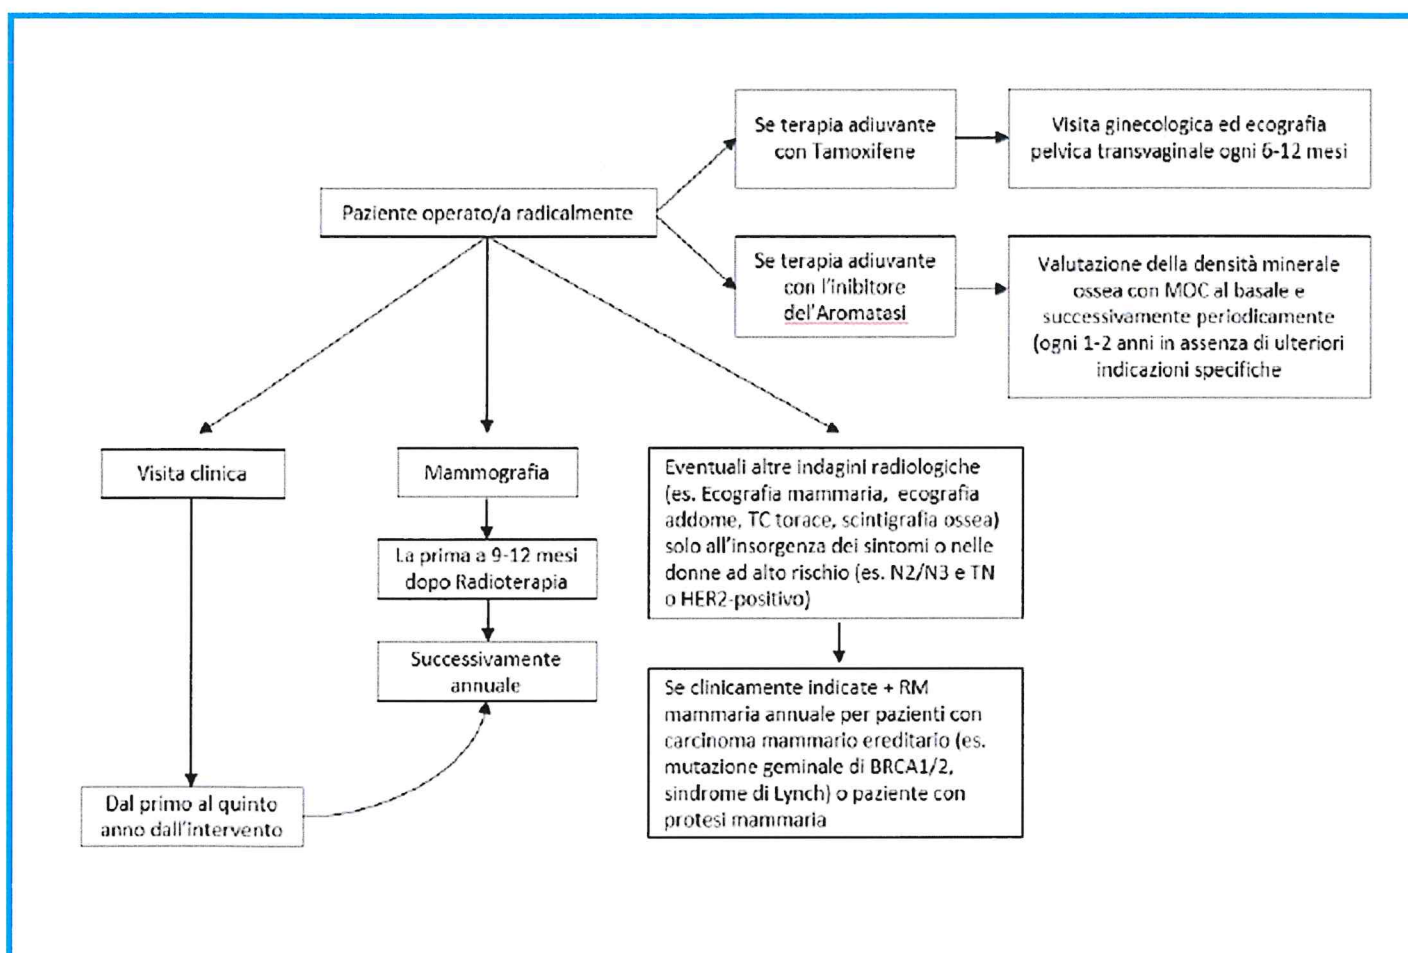 Se terapia adiuvante
con Tamoxifene
Visita ginecologica ed ecografia
pelvica transvaginale ogni 6-12 mesi
Paziente operato/a radicalmente
Se terapia adiuvante
con l'inibitore
del'Aromatasi
Valutazione della densità minerale
ossea con MOC al basale e
successivamente periodicamente
(ogni 1-2 anni in assenza di ulteriori
indicazioni specifiche
Visita clinica
Mammografia
Eventuali altre indagini radiologiche
(es. Ecografia mammaria, ecografia
addome, TC torace, scintigrafia ossea)
solo all'insorgenza dei sintomi o nelle
donne ad alto rischio (es. N2/N3 e TN
o HER2-positivo)
La prima a 9-12 mesi
dopo Radioterapia
Successivamente
annuale
Se clinicamente indicate + RM
mammaria annuale per pazienti con
carcinoma mammario ereditario (es.
mutazione geminale di BRCA1/2,
sindrome di Lynch) o paziente con
protesi mammaria
Dal primo al quinto
anno dall'intervento